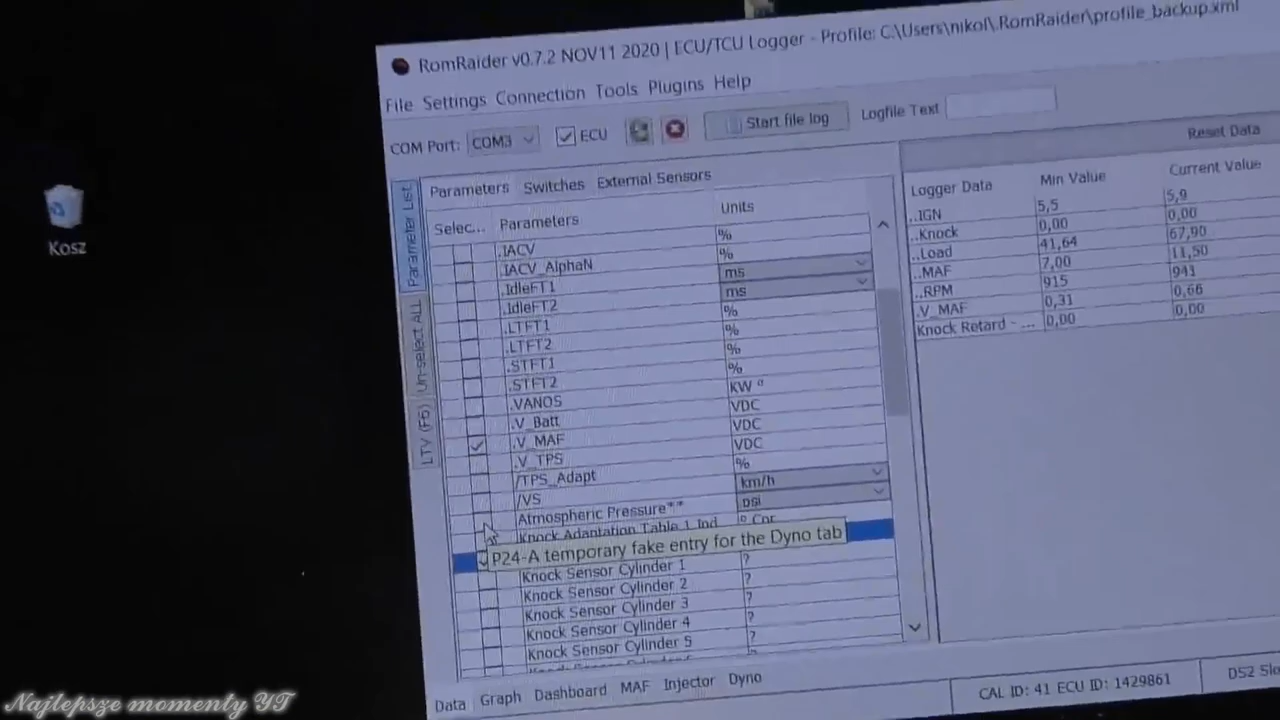 RomRaider v0.7.2 NOV11 2020 | ECU/TCU Logger - Profile: C:\Users\nikol\.RomRaider\profile_backup.xml
File Settings Connection Tools Plugins Help
COM Port: COM3 ECU Start file log Logfile Text
Reset Data
Parameter List
Un-select ALL
LTV (F6)
Parameters Switches External Sensors
Selec... Parameters Units
.IACV %
.IACV_AlphaN %
.IdleFT1 ms
.IdleFT2 ms
.LTFT1 %
.LTFT2 %
.STFT1 %
.STFT2 %
.VANOS KW º
.V_Batt VDC
.V_MAF VDC
.V_TPS VDC
/TPS_Adapt %
/VS km/h
Atmospheric Pressure** psi
Knock Adaptation Table 1 Ind
P24-A temporary fake entry for the Dyno tab
Knock Sensor Cylinder 1 ?
Knock Sensor Cylinder 2 ?
Knock Sensor Cylinder 3 ?
Knock Sensor Cylinder 4 ?
Knock Sensor Cylinder 5 ?
Logger Data Min Value Current Value
..IGN 5,5 5,9
..Knock 0,00 0,00
..Load 41,64 67,90
..MAF 7,00 11,50
..RPM 915 941
.V_MAF 0,31 0,66
Knock Retard - ... 0,00 0,00
Data Graph Dashboard MAF Injector Dyno
CAL ID: 41 ECU ID: 1429861
DS2
Kosz
Najlepsze momenty YT